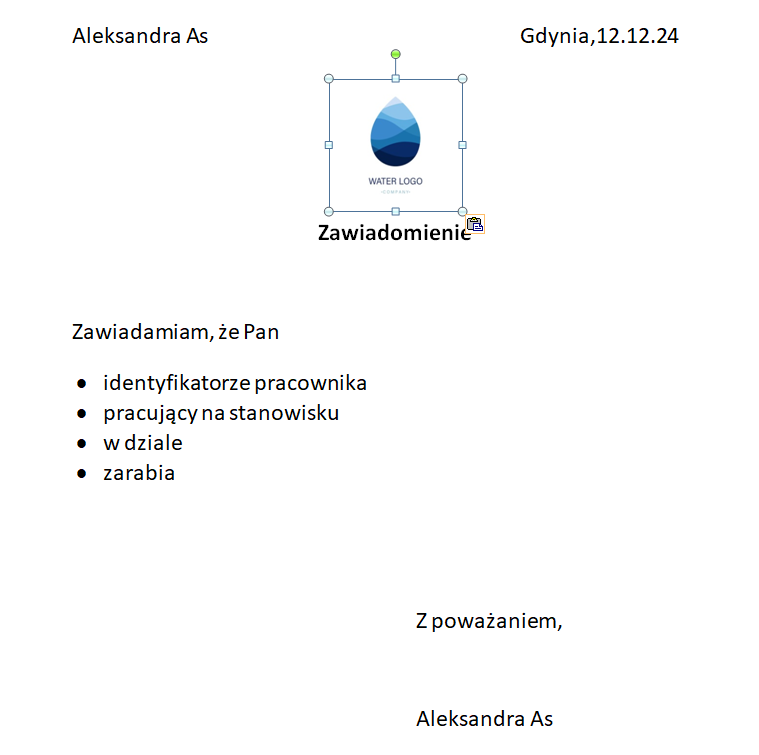 Aleksandra As Gdynia,12.12.24
WATER LOGO
COMPANY
Zawiadomienie
Zawiadamiam, że Pan
● identyfikatorze pracownika
● pracujący na stanowisku
● w dziale
● zarabia
Z poważaniem,
Aleksandra As